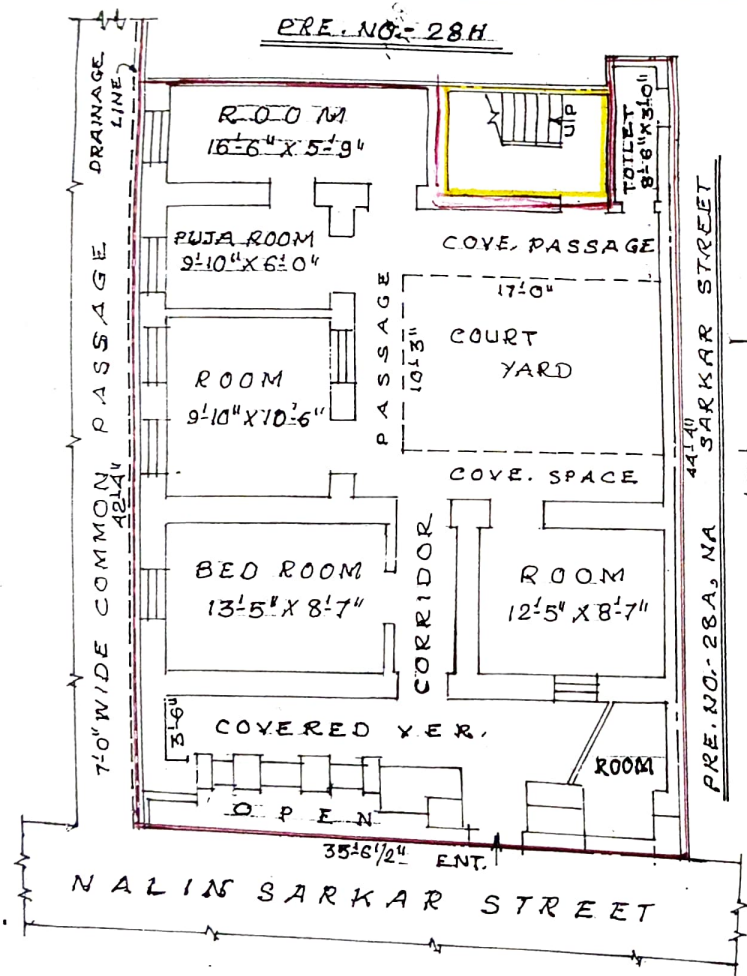 PRE. NO.- 28H
DRAINAGE
LINE
ROOM
16'-6" X 5'-9"
UP
TOILET
8'-6" X 3'-0"
PUJA ROOM
9'-10" X 6'-0"
COVE. PASSAGE
17'-0"
PASSAGE
10'-3"
COURT
YARD
ROOM
9'-10" X 10'-6"
COVE. SPACE
7'-0" WIDE COMMON PASSAGE
42'-4"
44'-4"
PRE. NO.- 28A, NA SARKAR STREET
BED ROOM
13'-5" X 8'-7"
CORRIDOR
ROOM
12'-5" X 8'-7"
3'-6"
COVERED VER.
ROOM
OPEN
35'-6 1/2"
ENT.
NALIN SARKAR STREET